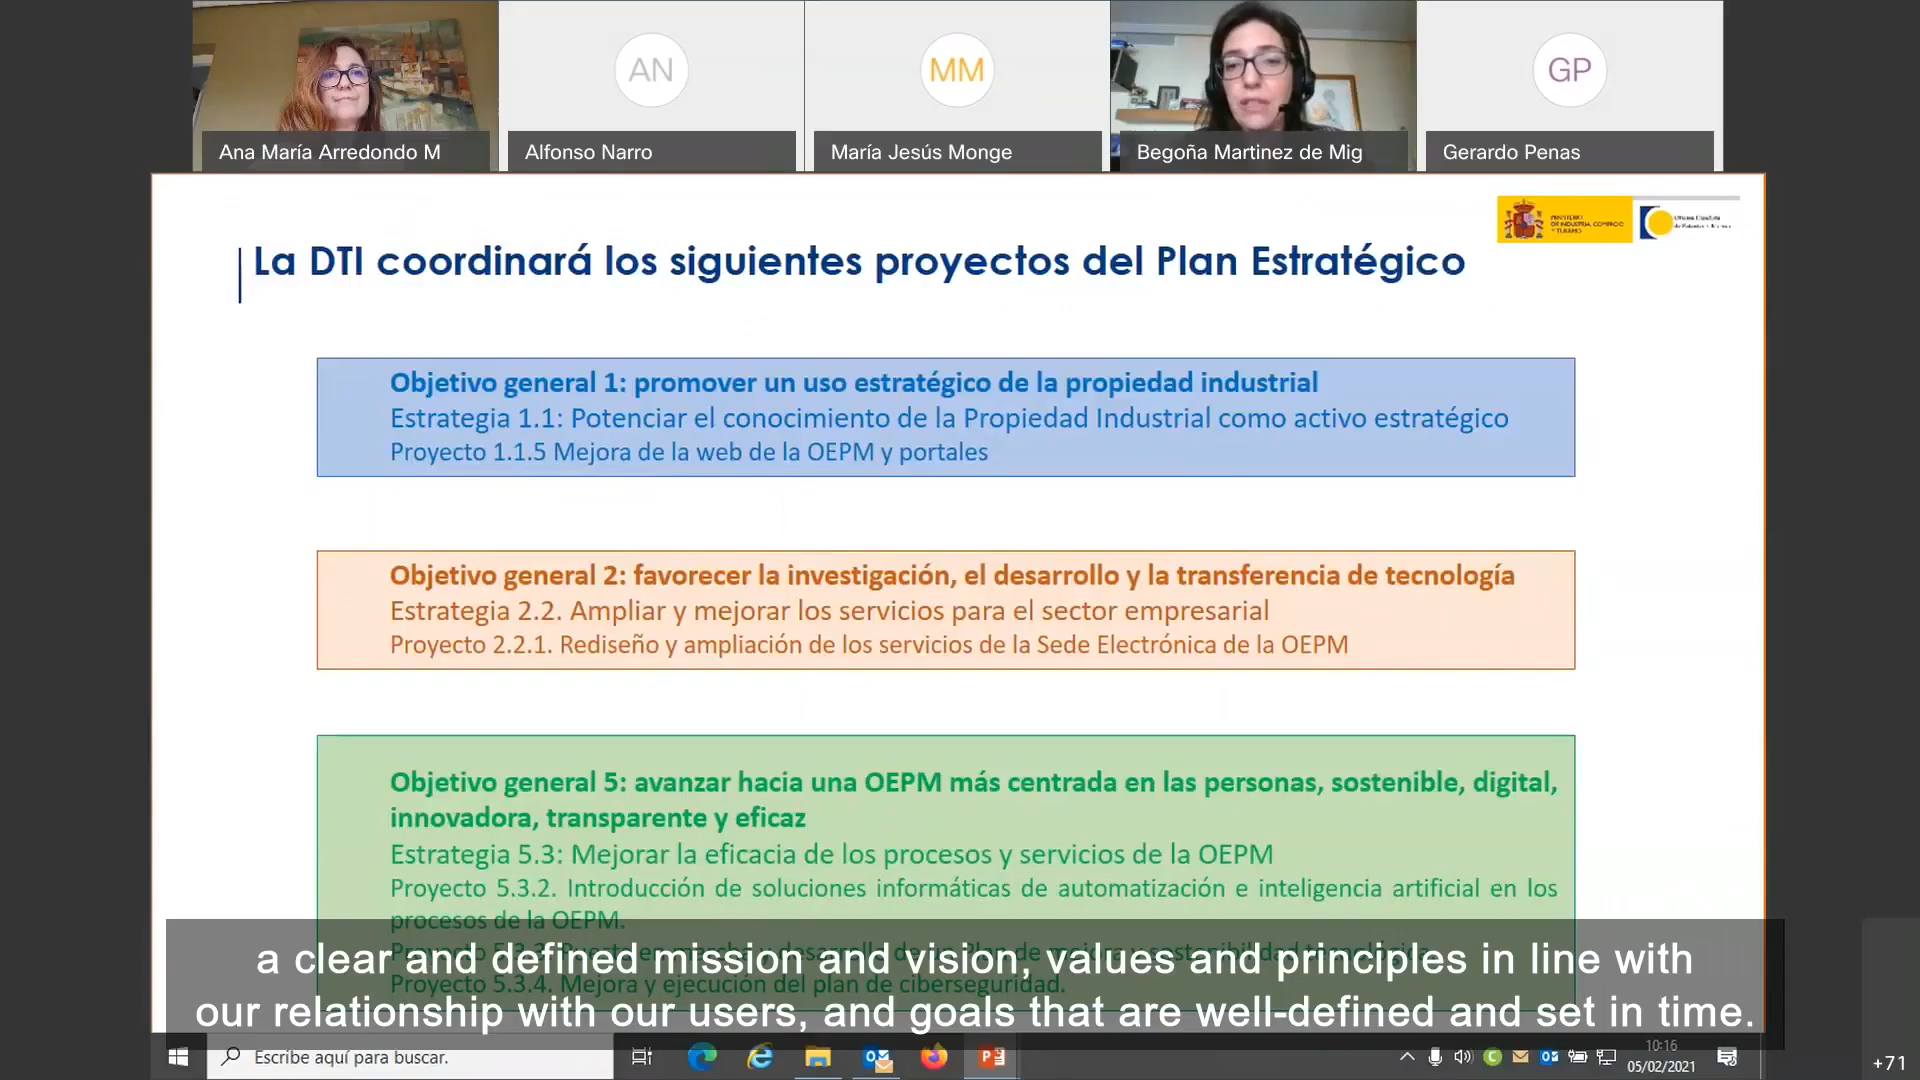 AN
MM
GP
Ana María Arredondo M
Alfonso Narro
María Jesús Monge
Begoña Martinez de Mig
Gerardo Penas
MINISTERIO
DE INDUSTRIA, COMERCIO
Y TURISMO
Oficina Española
de Patentes y Marcas
La DTI coordinará los siguientes proyectos del Plan Estratégico
Objetivo general 1: promover un uso estratégico de la propiedad industrial
Estrategia 1.1: Potenciar el conocimiento de la Propiedad Industrial como activo estratégico
Proyecto 1.1.5 Mejora de la web de la OEPM y portales
Objetivo general 2: favorecer la investigación, el desarrollo y la transferencia de tecnología
Estrategia 2.2. Ampliar y mejorar los servicios para el sector empresarial
Proyecto 2.2.1. Rediseño y ampliación de los servicios de la Sede Electrónica de la OEPM
Objetivo general 5: avanzar hacia una OEPM más centrada en las personas, sostenible, digital,
innovadora, transparente y eficaz
Estrategia 5.3: Mejorar la eficacia de los procesos y servicios de la OEPM
Proyecto 5.3.2. Introducción de soluciones informáticas de automatización e inteligencia artificial en los
procesos de la OEPM.
Proyecto 5.3.4. Mejora y ejecución del plan de ciberseguridad.
a clear and defined mission and vision, values and principles in line with
our relationship with our users, and goals that are well-defined and set in time.
Escribe aquí para buscar.
10:16
05/02/2021
+71